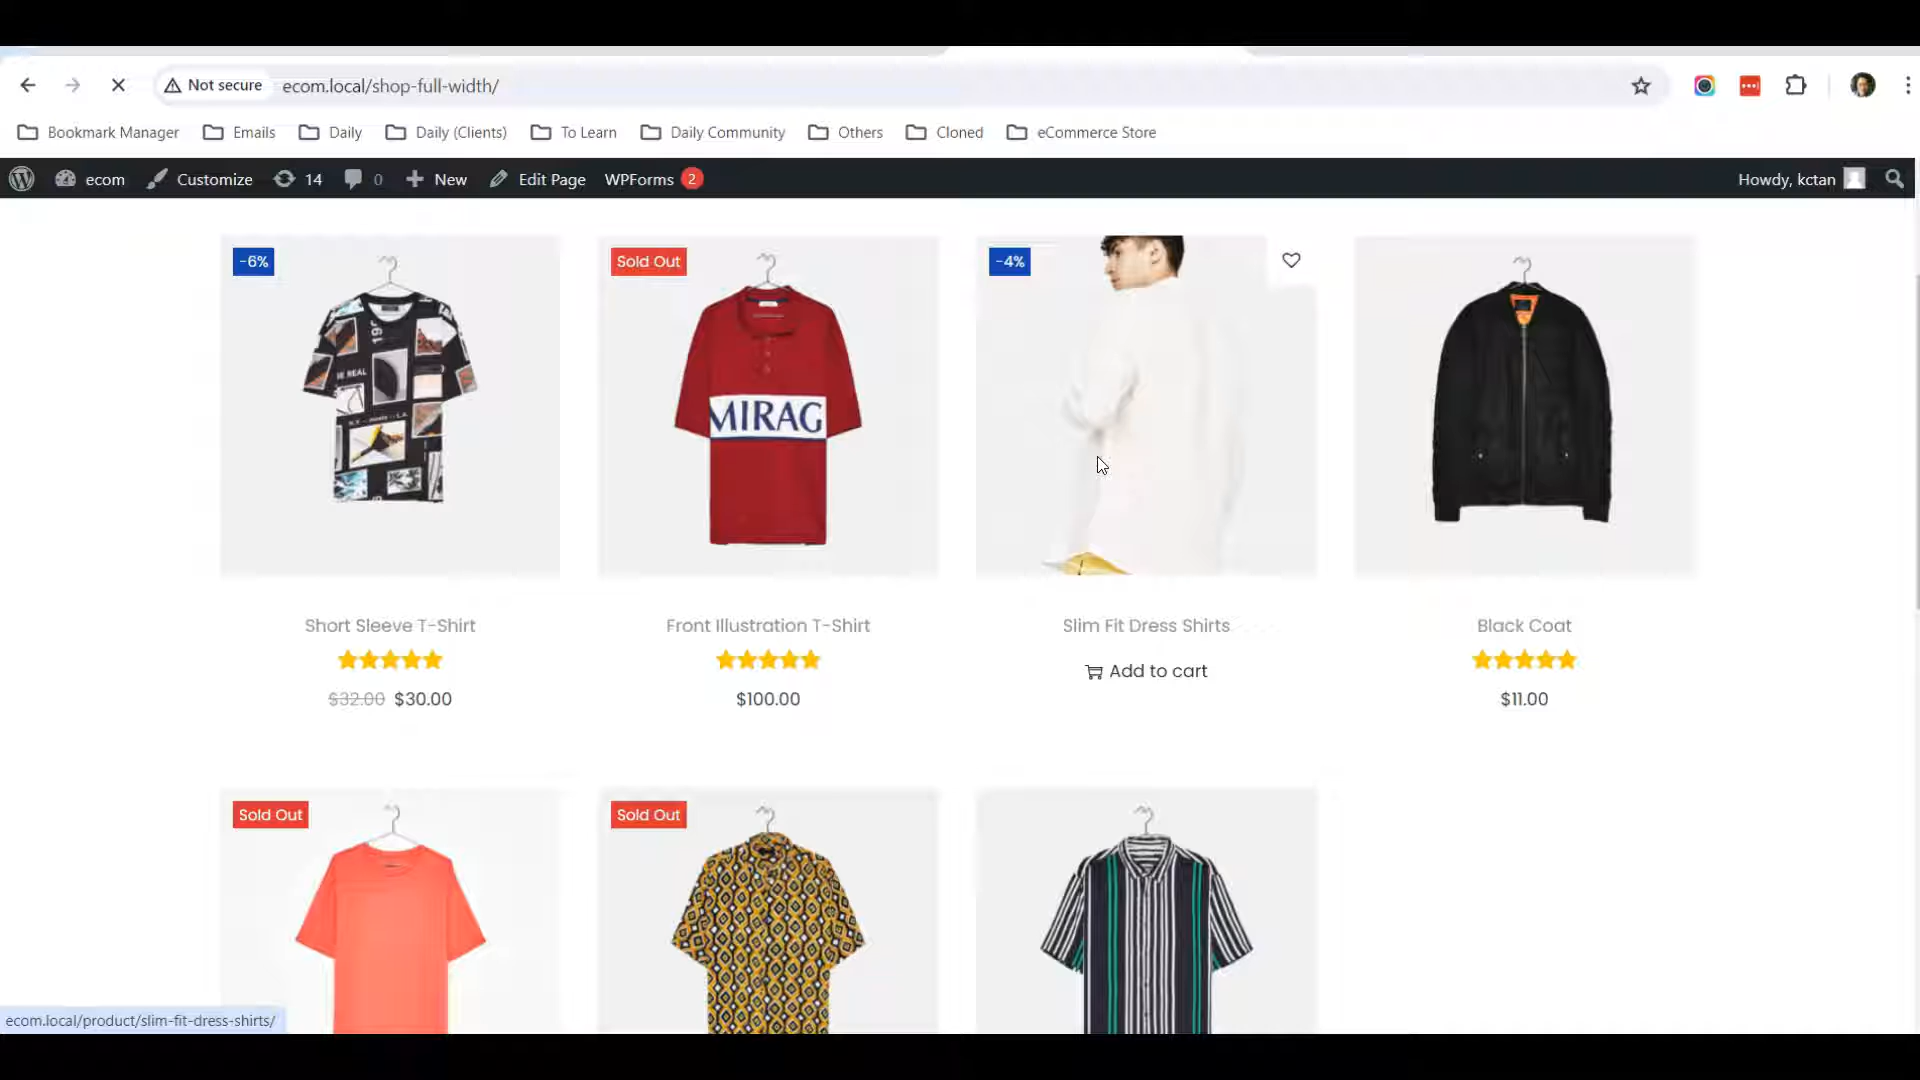 Not secure ecom.local/shop-full-width/
Bookmark Manager Emails Daily Daily (Clients) To Learn Daily Community Others Cloned eCommerce Store
ecom Customize 14 0 New Edit Page WPForms 2 Howdy, kctan
-6% Sold Out -4%
MIRAG
Short Sleeve T-Shirt Front Illustration T-Shirt Slim Fit Dress Shirts Black Coat
Add to cart
$32.00 $30.00 $100.00 $11.00
Sold Out Sold Out
ecom.local/product/slim-fit-dress-shirts/